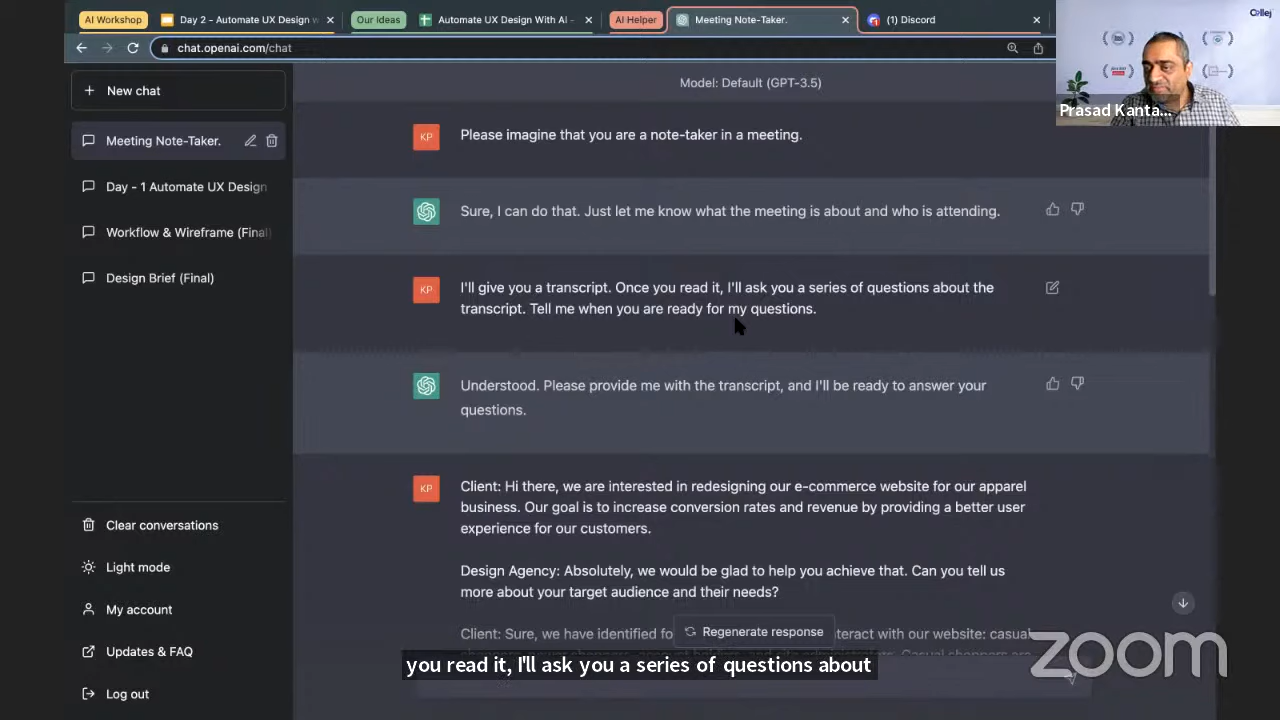 AI Workshop
Day 2 - Automate UX Design w
Our Ideas
Automate UX Design With Ai -
AI Helper
Meeting Note-Taker.
(1) Discord
Collej
chat.openai.com/chat
Prasad Kanta...
New chat
Model: Default (GPT-3.5)
Meeting Note-Taker.
Day - 1 Automate UX Design
Workflow & Wireframe (Final)
Design Brief (Final)
KP
Please imagine that you are a note-taker in a meeting.
Sure, I can do that. Just let me know what the meeting is about and who is attending.
KP
I'll give you a transcript. Once you read it, I'll ask you a series of questions about the
transcript. Tell me when you are ready for my questions.
Understood. Please provide me with the transcript, and I'll be ready to answer your
questions.
KP
Client: Hi there, we are interested in redesigning our e-commerce website for our apparel
business. Our goal is to increase conversion rates and revenue by providing a better user
experience for our customers.
Design Agency: Absolutely, we would be glad to help you achieve that. Can you tell us
more about your target audience and their needs?
Client: Sure, we have identified fo
teract with our website: casual
Regenerate response
Clear conversations
Light mode
My account
Updates & FAQ
Log out
you read it, I'll ask you a series of questions about
zoom